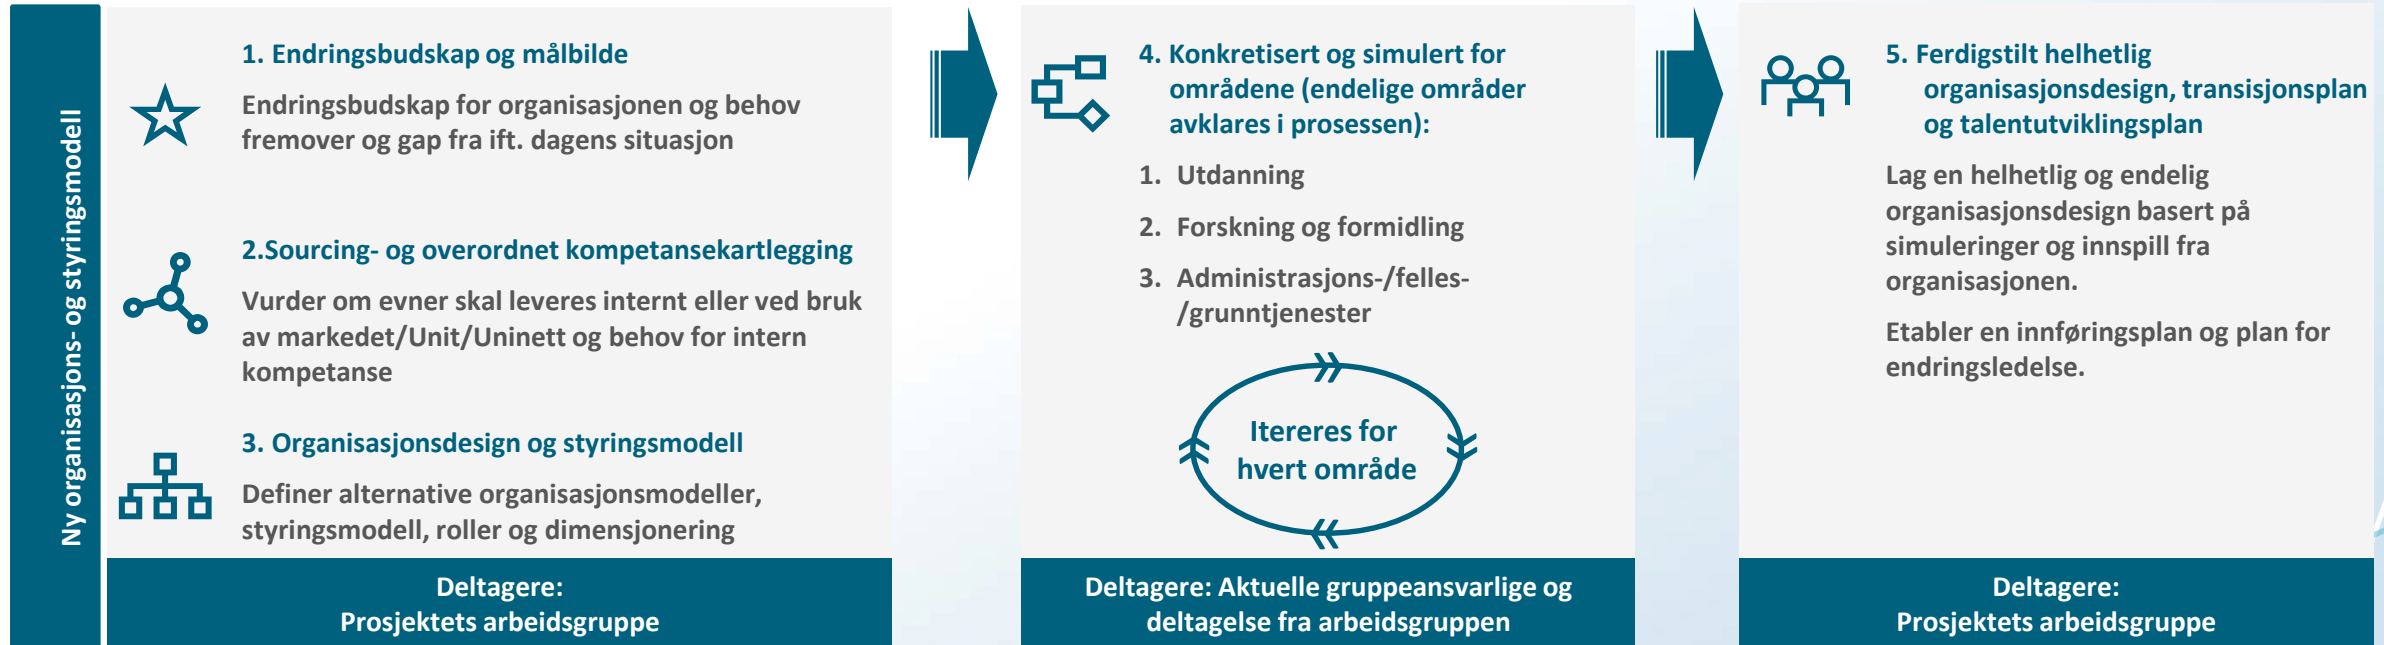 Ny organisasjons- og styringsmodell
1. Endringsbudskap og målbilde
Endringsbudskap for organisasjonen og behov
fremover og gap fra ift. dagens situasjon
2.Sourcing- og overordnet kompetansekartlegging
Vurder om evner skal leveres internt eller ved bruk
av markedet/Unit/Uninett og behov for intern
kompetanse
3. Organisasjonsdesign og styringsmodell
Definer alternative organisasjonsmodeller,
styringsmodell, roller og dimensjonering
Deltagere:
Prosjektets arbeidsgruppe
4. Konkretisert og simulert for
områdene (endelige områder
avklares i prosessen):
1. Utdanning
2. Forskning og formidling
3. Administrasjons-/felles-
/grunntjenester
Itereres for
hvert område
Deltagere: Aktuelle gruppeansvarlige og
deltagelse fra arbeidsgruppen
5. Ferdigstilt helhetlig
organisasjonsdesign, transisjonsplan
og talentutviklingsplan
Lag en helhetlig og endelig
organisasjonsdesign basert på
simuleringer og innspill fra
organisasjonen.
Etabler en innføringsplan og plan for
endringsledelse.
Deltagere:
Prosjektets arbeidsgruppe